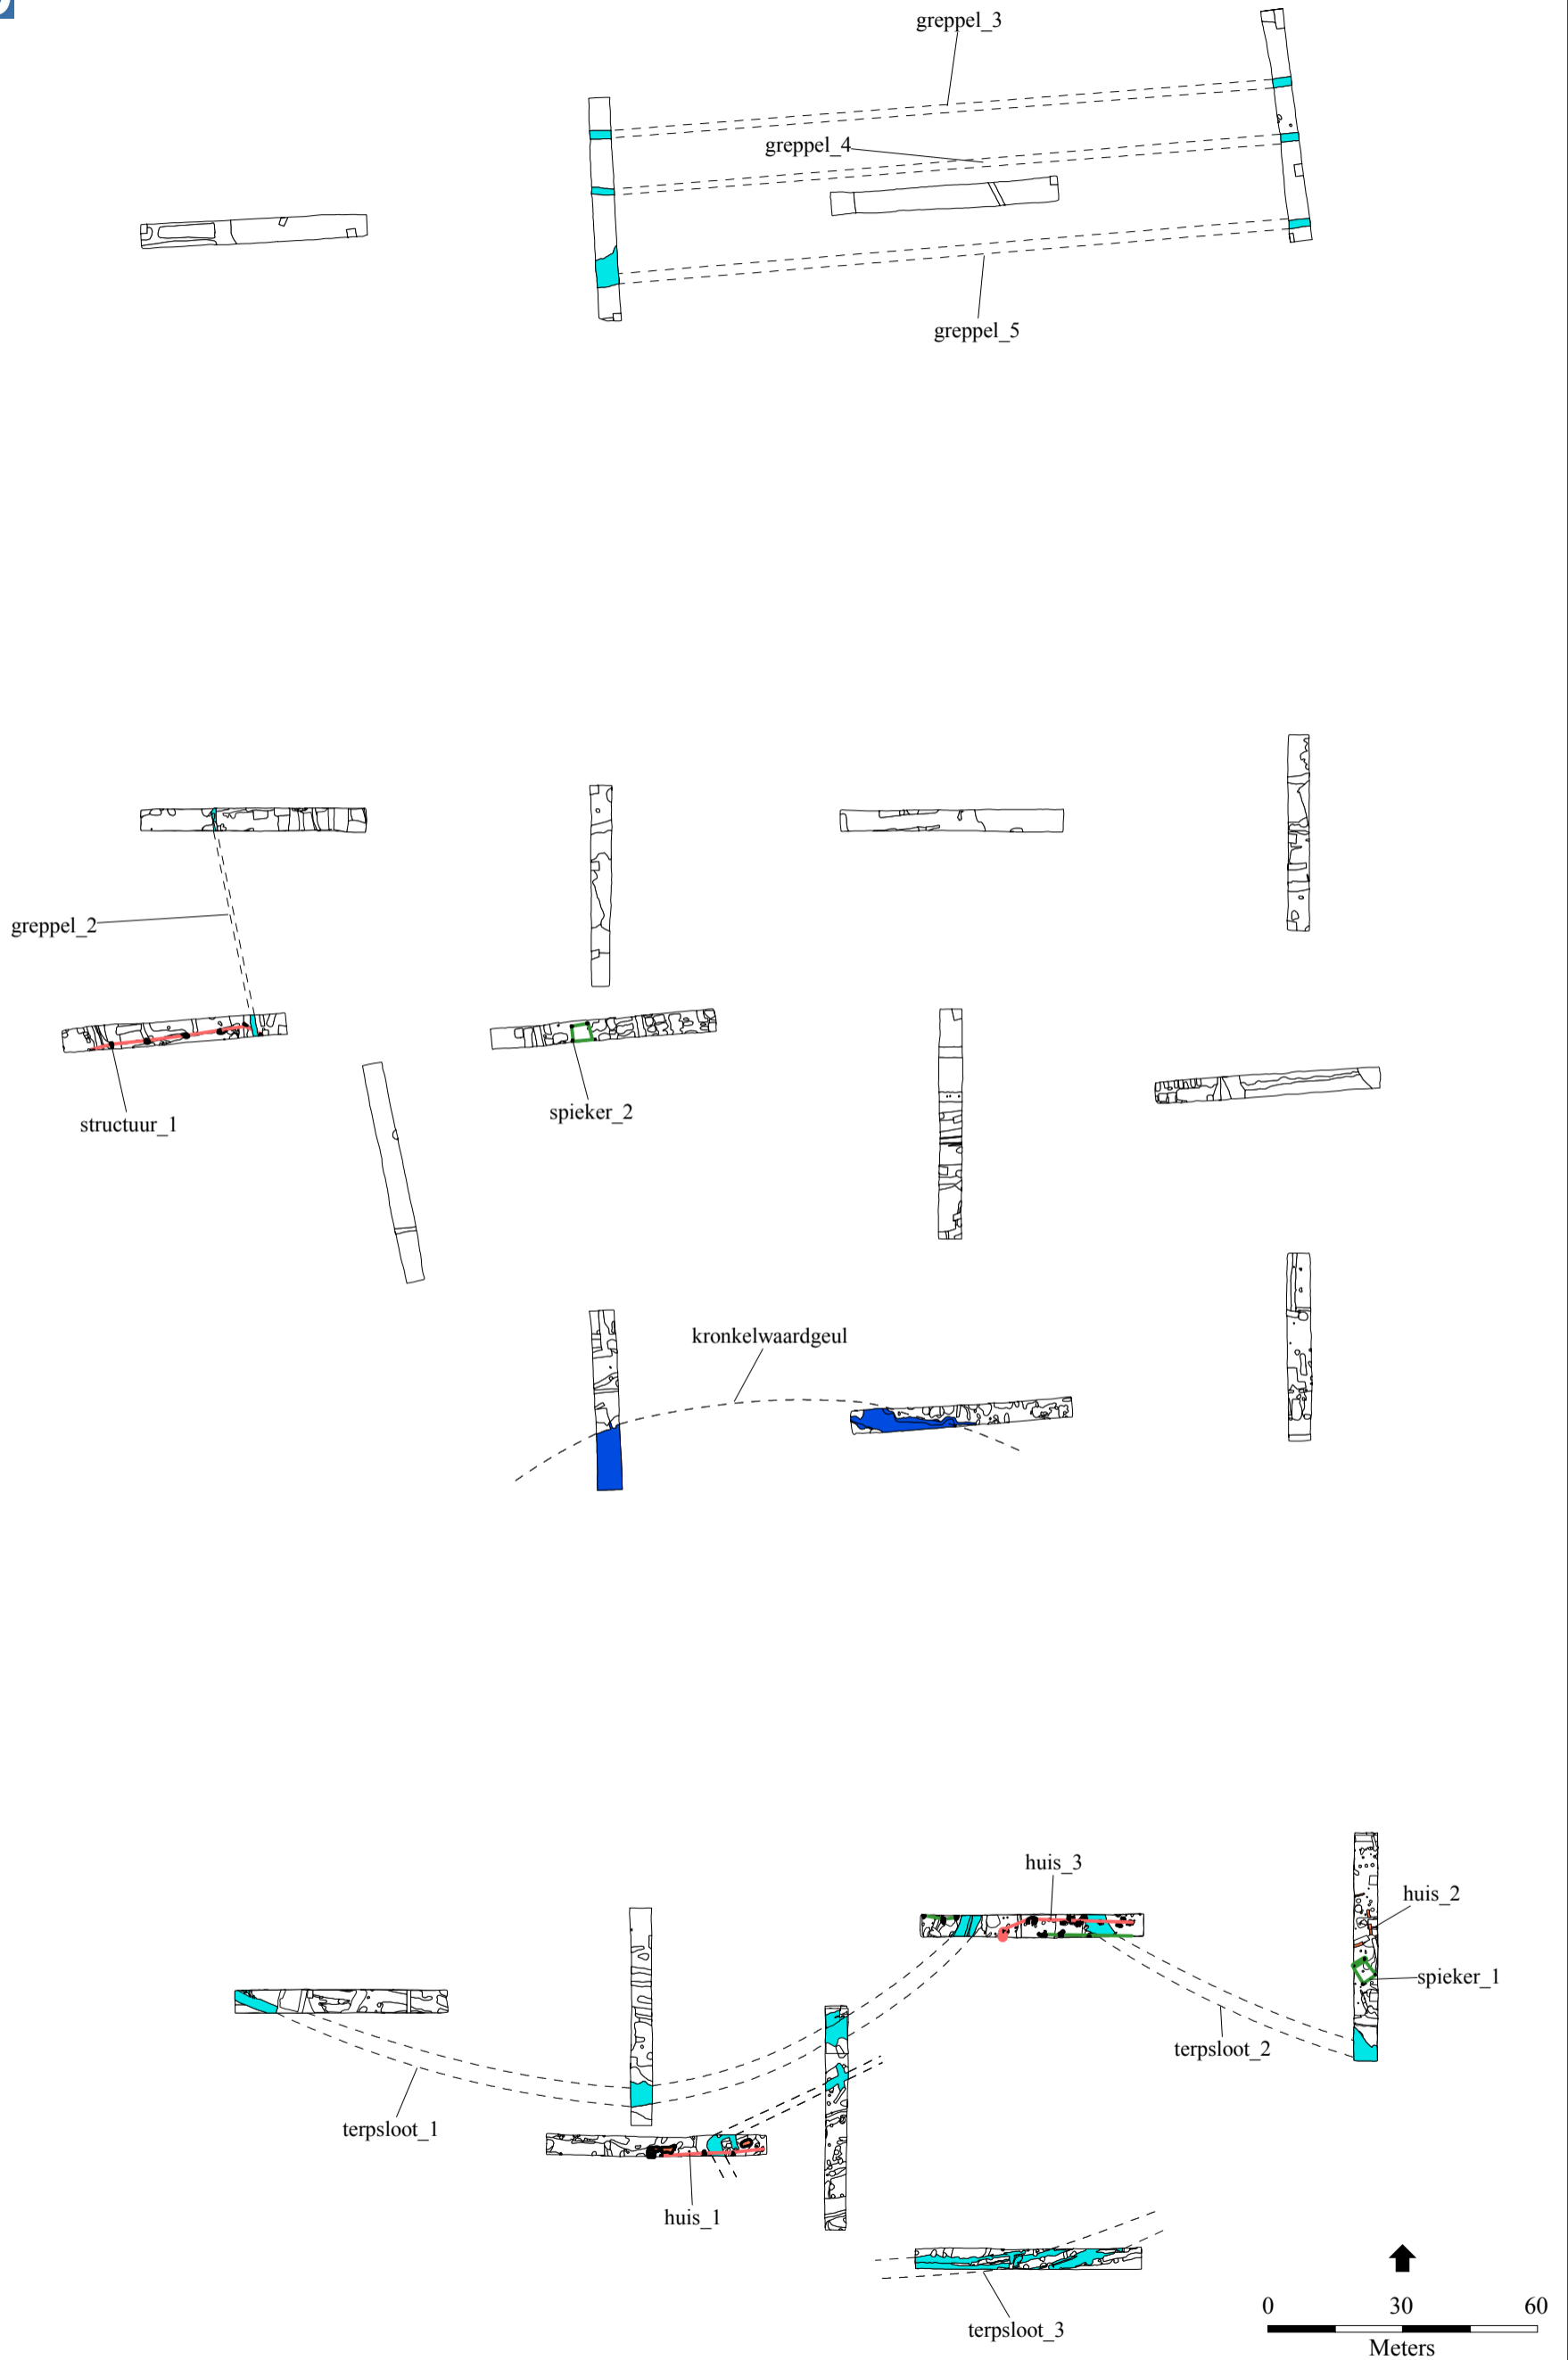 greppel_3
greppel_4
greppel_5
greppel_2
structuur_1
spieker_2
kronkelwaardgeul
huis_3
huis_2
spieker_1
terpsloot_2
terpsloot_1
huis_1
terpsloot_3
0 30 60
Meters